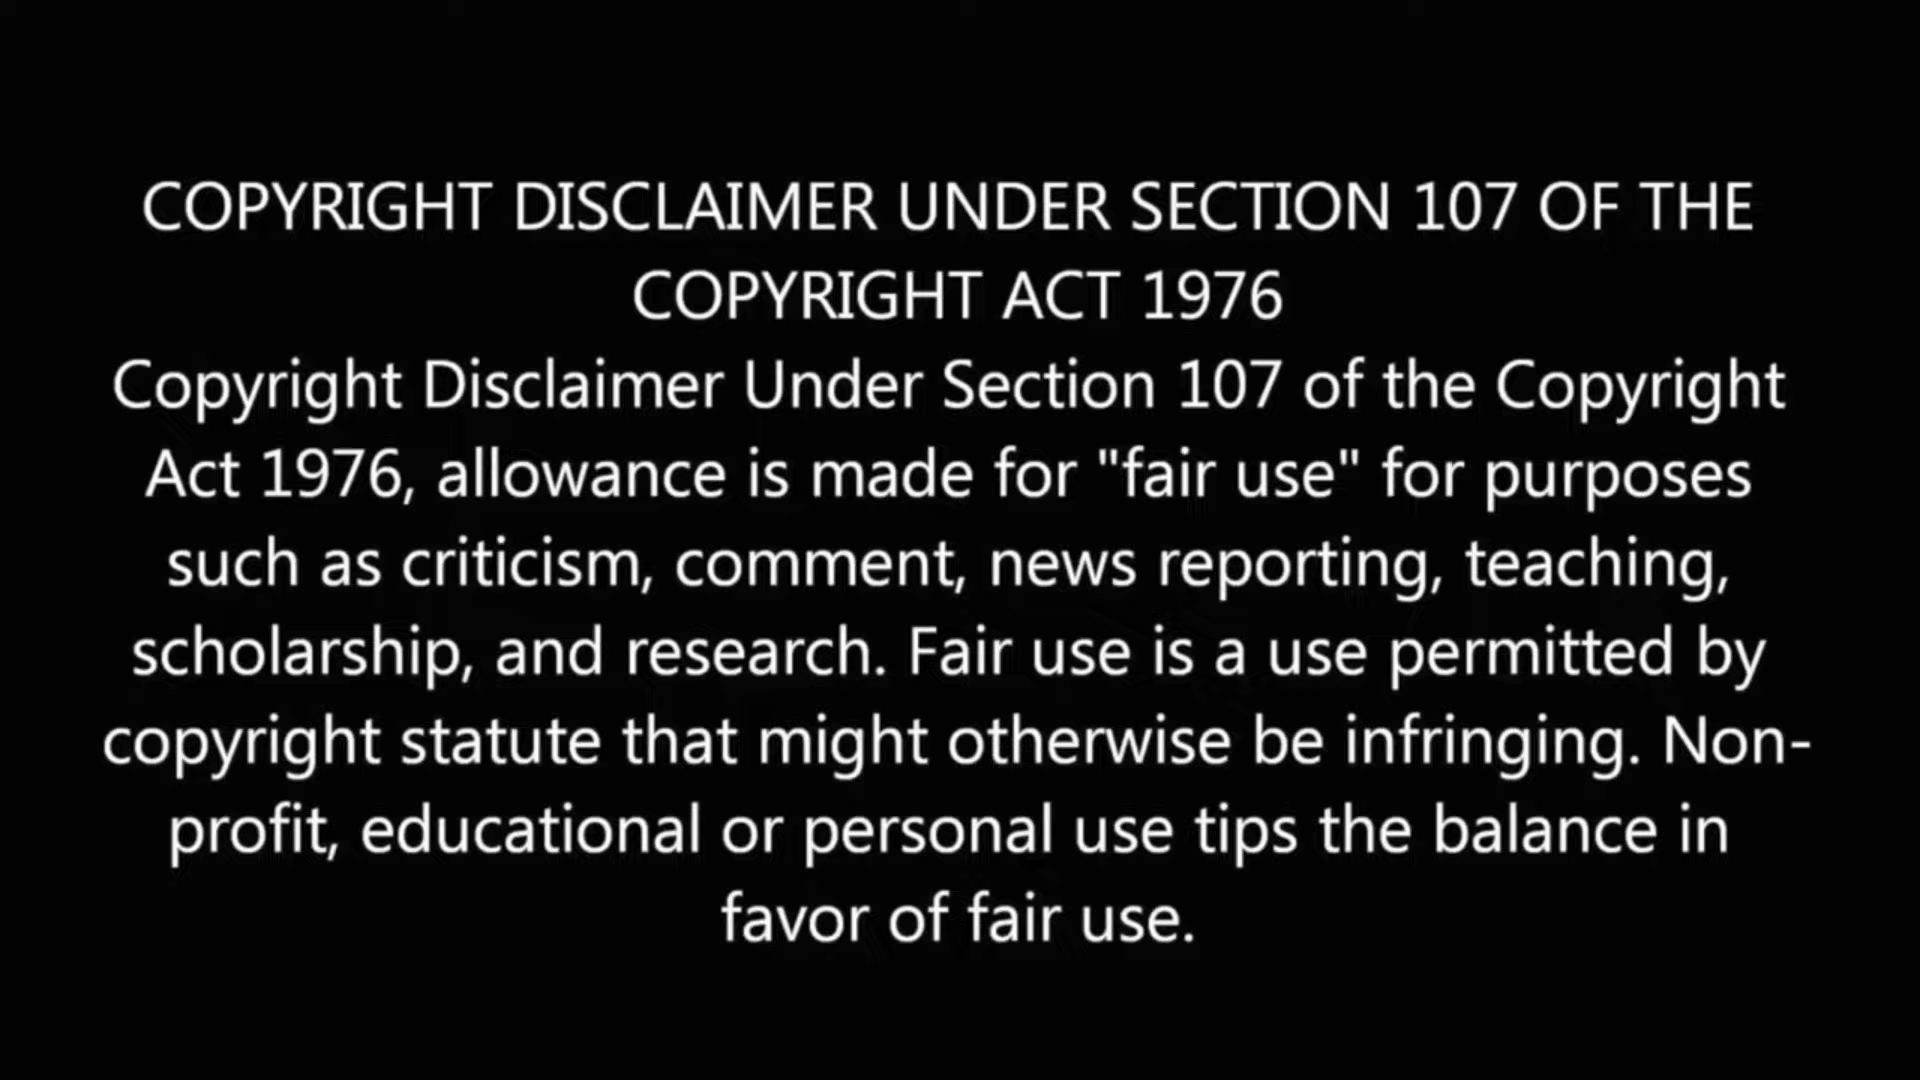 COPYRIGHT DISCLAIMER UNDER SECTION 107 OF THE
COPYRIGHT ACT 1976
Copyright Disclaimer Under Section 107 of the Copyright
Act 1976, allowance is made for "fair use" for purposes
such as criticism, comment, news reporting, teaching,
scholarship, and research. Fair use is a use permitted by
copyright statute that might otherwise be infringing. Non-
profit, educational or personal use tips the balance in
favor of fair use.